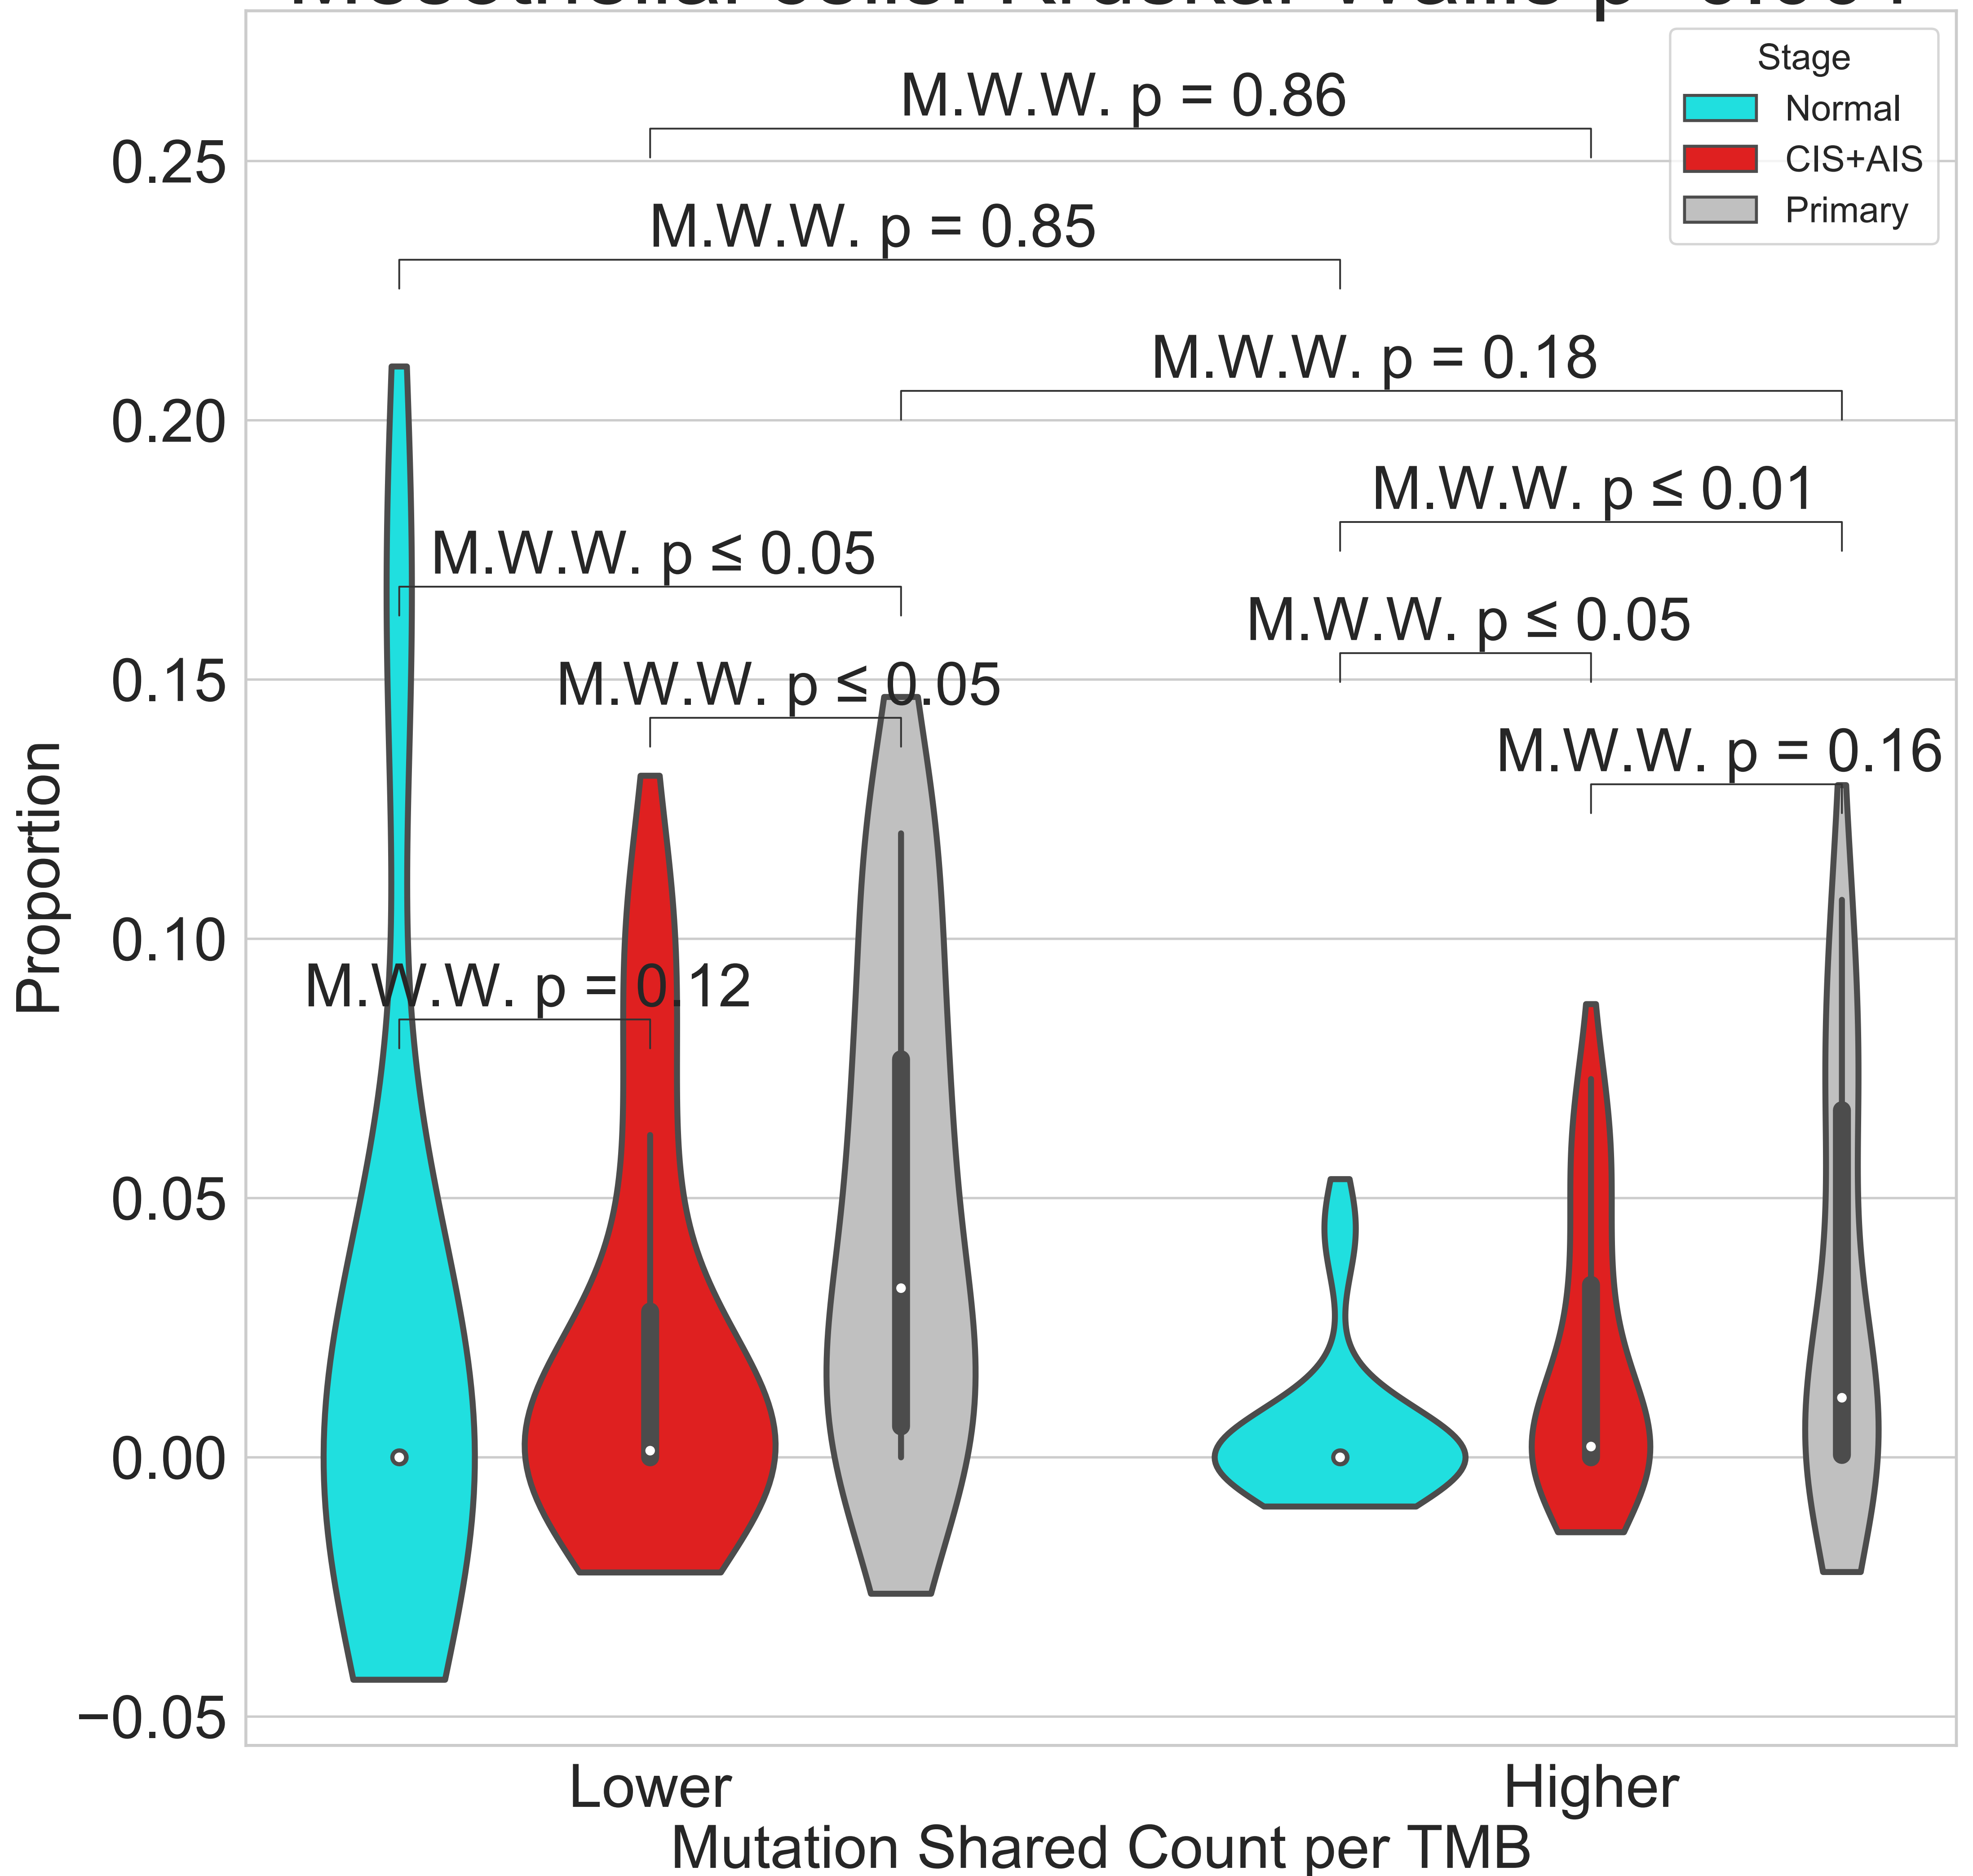 Stage
Normal
CIS+AIS
Primary
M.W.W. p = 0.86
M.W.W. p = 0.85
M.W.W. p = 0.18
M.W.W. p ≤ 0.01
M.W.W. p ≤ 0.05
M.W.W. p ≤ 0.05
M.W.W. p ≤ 0.05
M.W.W. p = 0.16
M.W.W. p = 0.12
0.25
0.20
0.15
0.10
0.05
0.00
−0.05
Proportion
Lower
Higher
Mutation Shared Count per TMB